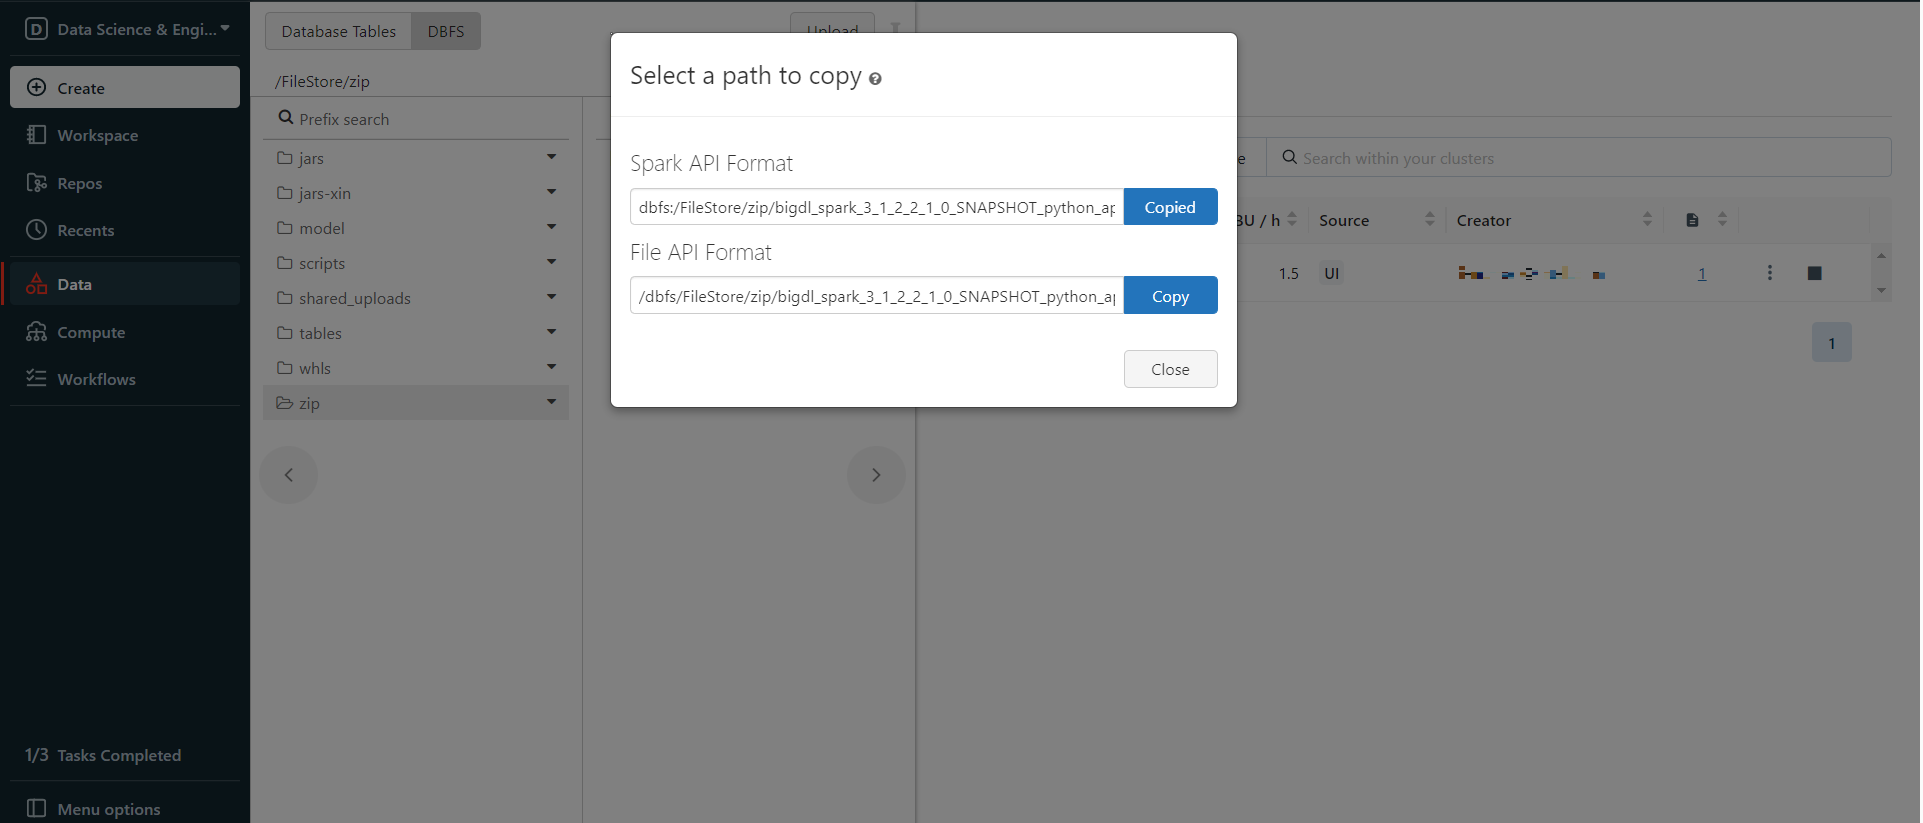 Data Science & Engi...
Create
Workspace
Repos
Recents
Data
Compute
Workflows
1/3 Tasks Completed
Menu options
Database Tables
DBFS
Upload
/FileStore/zip
Prefix search
jars
jars-xin
model
scripts
shared_uploads
tables
whls
zip
Select a path to copy
Spark API Format
dbfs:/FileStore/zip/bigdl_spark_3_1_2_2_1_0_SNAPSHOT_python_ap
Copied
File API Format
/dbfs/FileStore/zip/bigdl_spark_3_1_2_2_1_0_SNAPSHOT_python_ap
Copy
Close
Search within your clusters
/ h
Source
Creator
1.5
UI
1
1